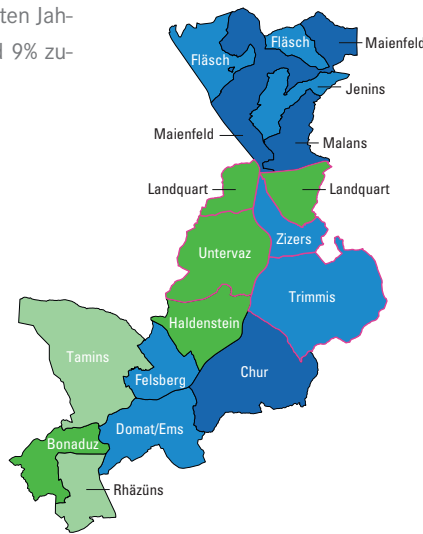 ten Jah-
d 9% zu-
Fläsch
Fläsch
Maienfeld
Jenins
Maienfeld
Malans
Landquart
Landquart
Zizers
Untervaz
Trimmis
Haldenstein
Tamins
Chur
Felsberg
Domat/Ems
Bonaduz
Rhäzüns